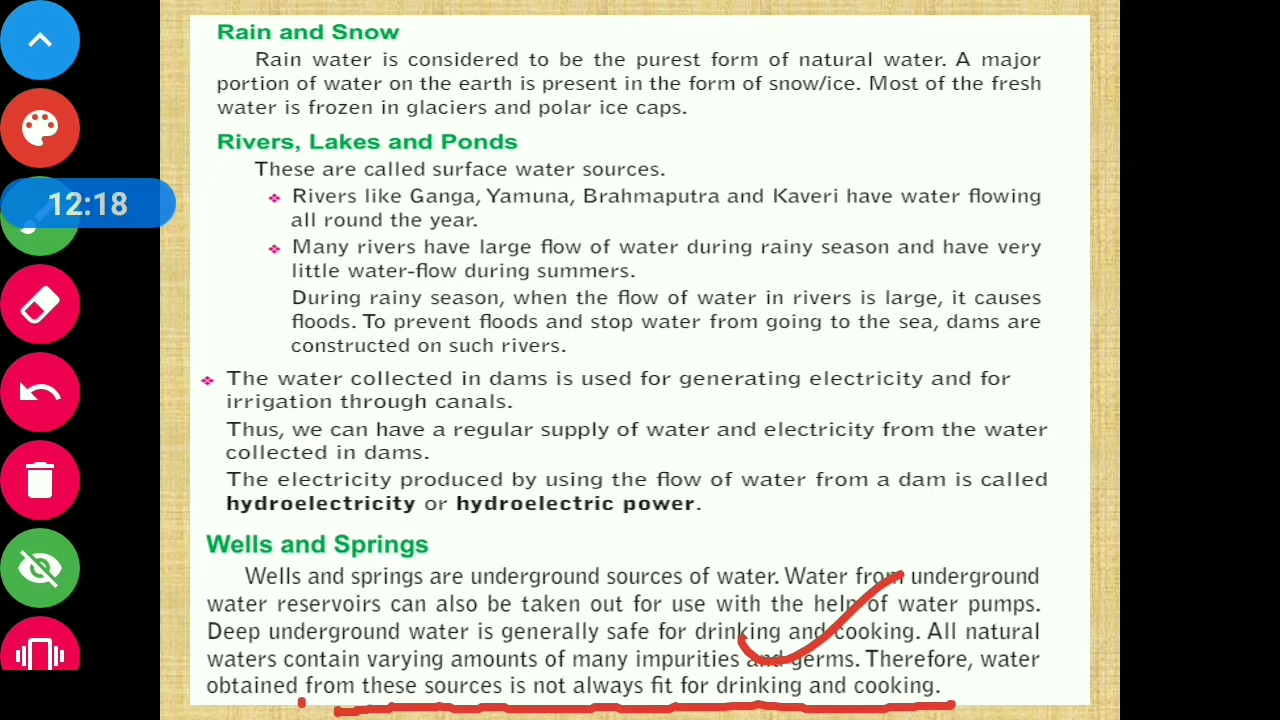 Rain and Snow
Rain water is considered to be the purest form of natural water. A major
portion of water on the earth is present in the form of snow/ice. Most of the fresh
water is frozen in glaciers and polar ice caps.
Rivers, Lakes and Ponds
These are called surface water sources.
❖ Rivers like Ganga, Yamuna, Brahmaputra and Kaveri have water flowing
all round the year.
❖ Many rivers have large flow of water during rainy season and have very
little water-flow during summers.
12:18
During rainy season, when the flow of water in rivers is large, it causes
floods. To prevent floods and stop water from going to the sea, dams are
constructed on such rivers.
❖ The water collected in dams is used for generating electricity and for
irrigation through canals.
Thus, we can have a regular supply of water and electricity from the water
collected in dams.
The electricity produced by using the flow of water from a dam is called
hydroelectricity or hydroelectric power.
Wells and Springs
Wells and springs are underground sources of water. Water from underground
water reservoirs can also be taken out for use with the help of water pumps.
Deep underground water is generally safe for drinking and cooking. All natural
waters contain varying amounts of many impurities and germs. Therefore, water
obtained from these sources is not always fit for drinking and cooking.